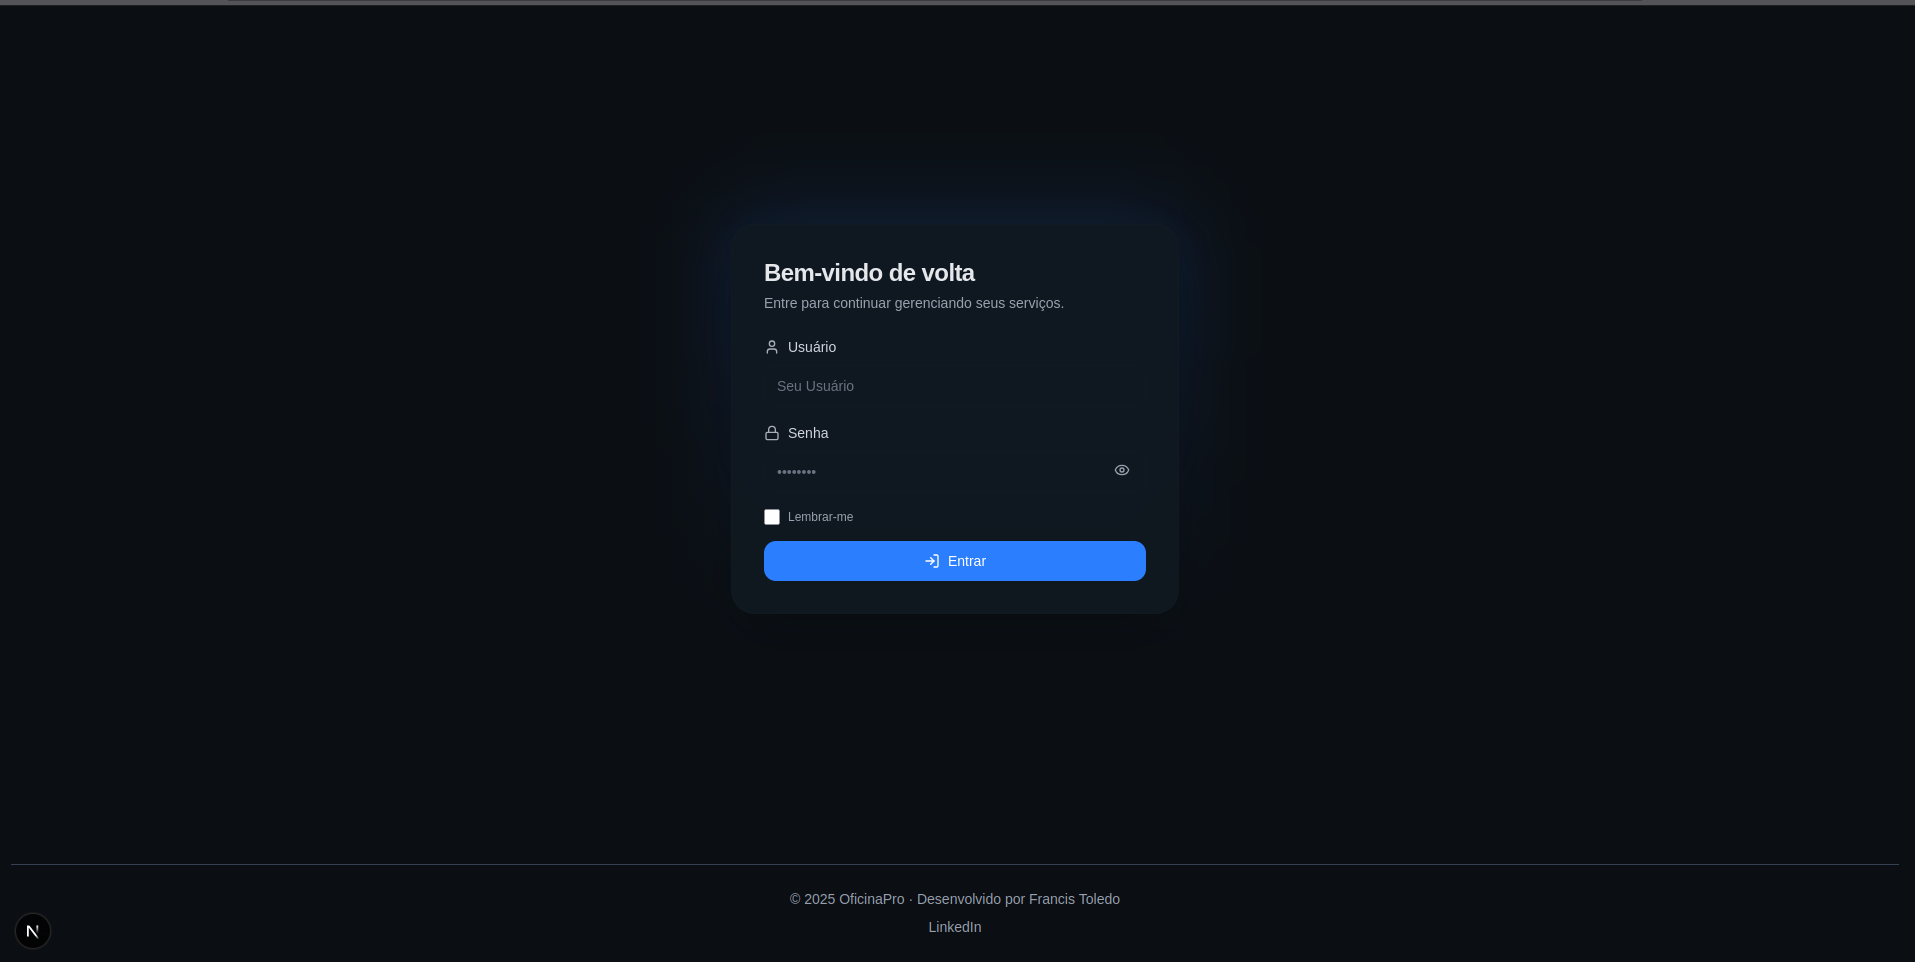 Bem-vindo de volta
Entre para continuar gerenciando seus serviços.
Usuário
Seu Usuário
Senha
••••••••
Lembrar-me
Entrar
© 2025 OficinaPro · Desenvolvido por Francis Toledo
LinkedIn
N